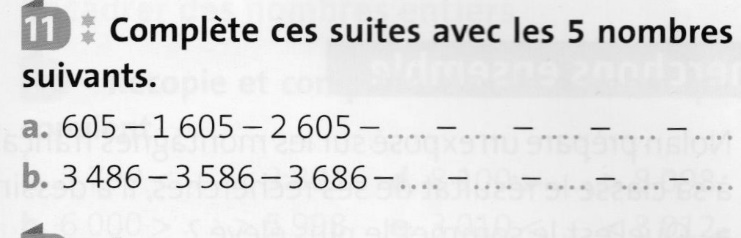 11 ** Complète ces suites avec les 5 nombres
suivants.
a. 605 – 1 605 – 2 605 – .... – .... – .... – .... – ....
b. 3 486 – 3 586 – 3 686 – .... – .... – .... – .... – ....